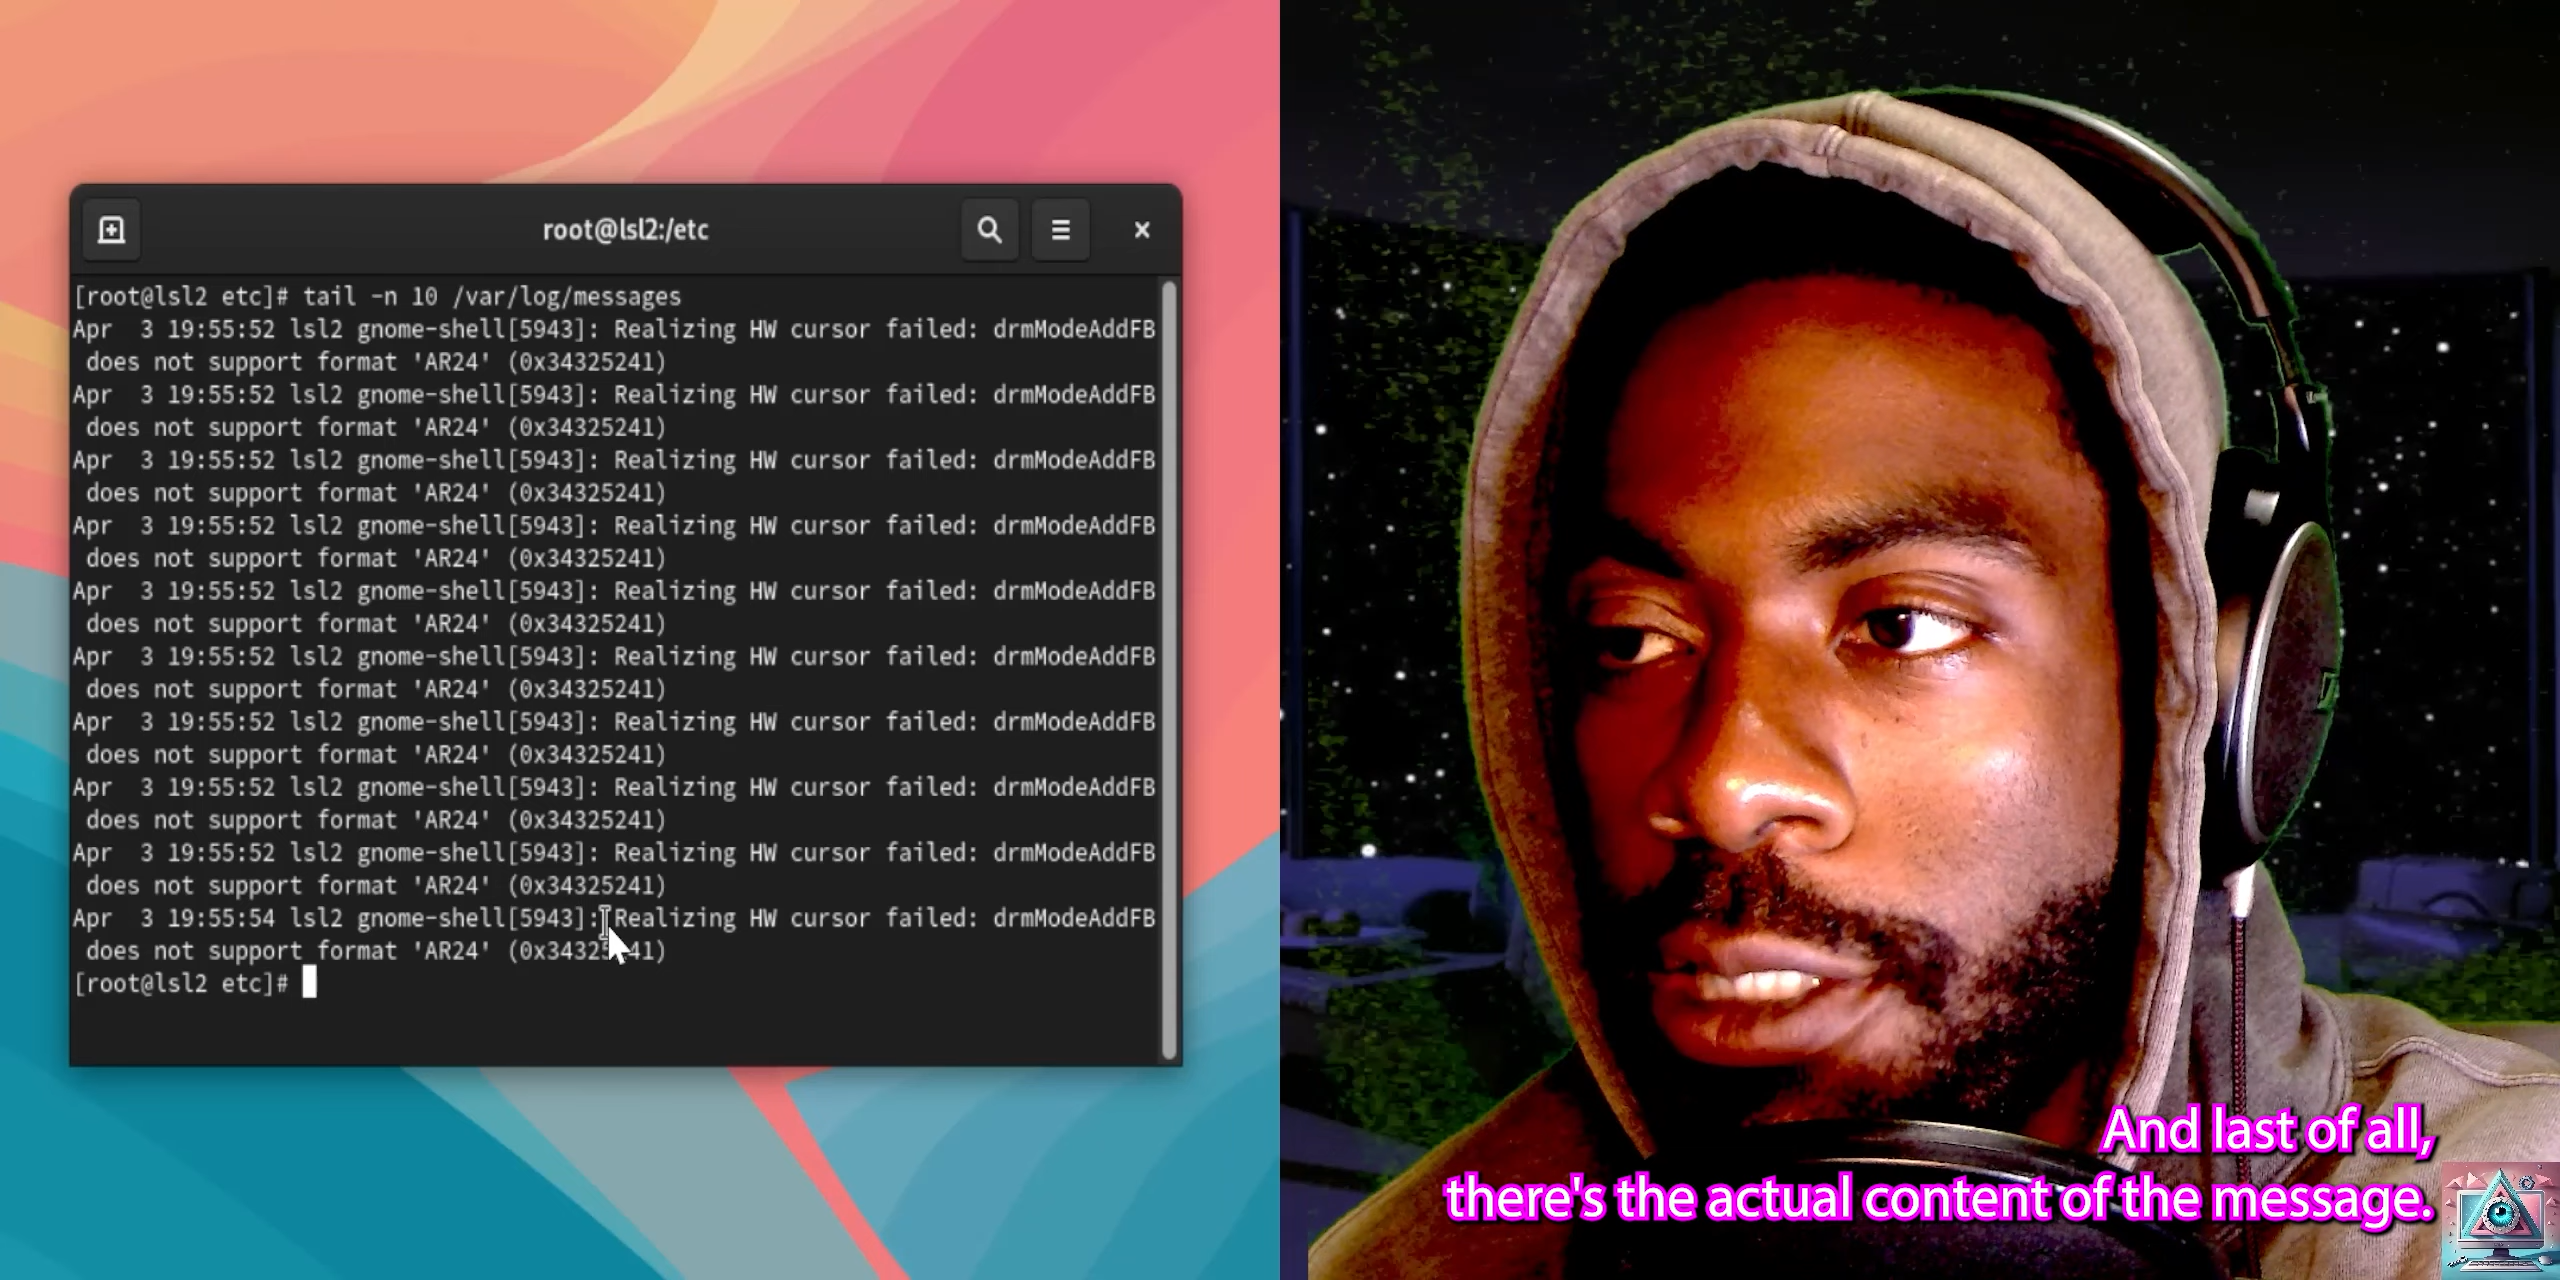 root@lsl2:/etc
[root@lsl2 etc]# tail -n 10 /var/log/messages
Apr  3 19:55:52 lsl2 gnome-shell[5943]: Realizing HW cursor failed: drmModeAddFB
 does not support format 'AR24' (0x34325241)
Apr  3 19:55:52 lsl2 gnome-shell[5943]: Realizing HW cursor failed: drmModeAddFB
 does not support format 'AR24' (0x34325241)
Apr  3 19:55:52 lsl2 gnome-shell[5943]: Realizing HW cursor failed: drmModeAddFB
 does not support format 'AR24' (0x34325241)
Apr  3 19:55:52 lsl2 gnome-shell[5943]: Realizing HW cursor failed: drmModeAddFB
 does not support format 'AR24' (0x34325241)
Apr  3 19:55:52 lsl2 gnome-shell[5943]: Realizing HW cursor failed: drmModeAddFB
 does not support format 'AR24' (0x34325241)
Apr  3 19:55:52 lsl2 gnome-shell[5943]: Realizing HW cursor failed: drmModeAddFB
 does not support format 'AR24' (0x34325241)
Apr  3 19:55:52 lsl2 gnome-shell[5943]: Realizing HW cursor failed: drmModeAddFB
 does not support format 'AR24' (0x34325241)
Apr  3 19:55:52 lsl2 gnome-shell[5943]: Realizing HW cursor failed: drmModeAddFB
 does not support format 'AR24' (0x34325241)
Apr  3 19:55:52 lsl2 gnome-shell[5943]: Realizing HW cursor failed: drmModeAddFB
 does not support format 'AR24' (0x34325241)
Apr  3 19:55:54 lsl2 gnome-shell[5943]: Realizing HW cursor failed: drmModeAddFB
 does not support format 'AR24' (0x34325241)
[root@lsl2 etc]#
And last of all,
there's the actual content of the message.